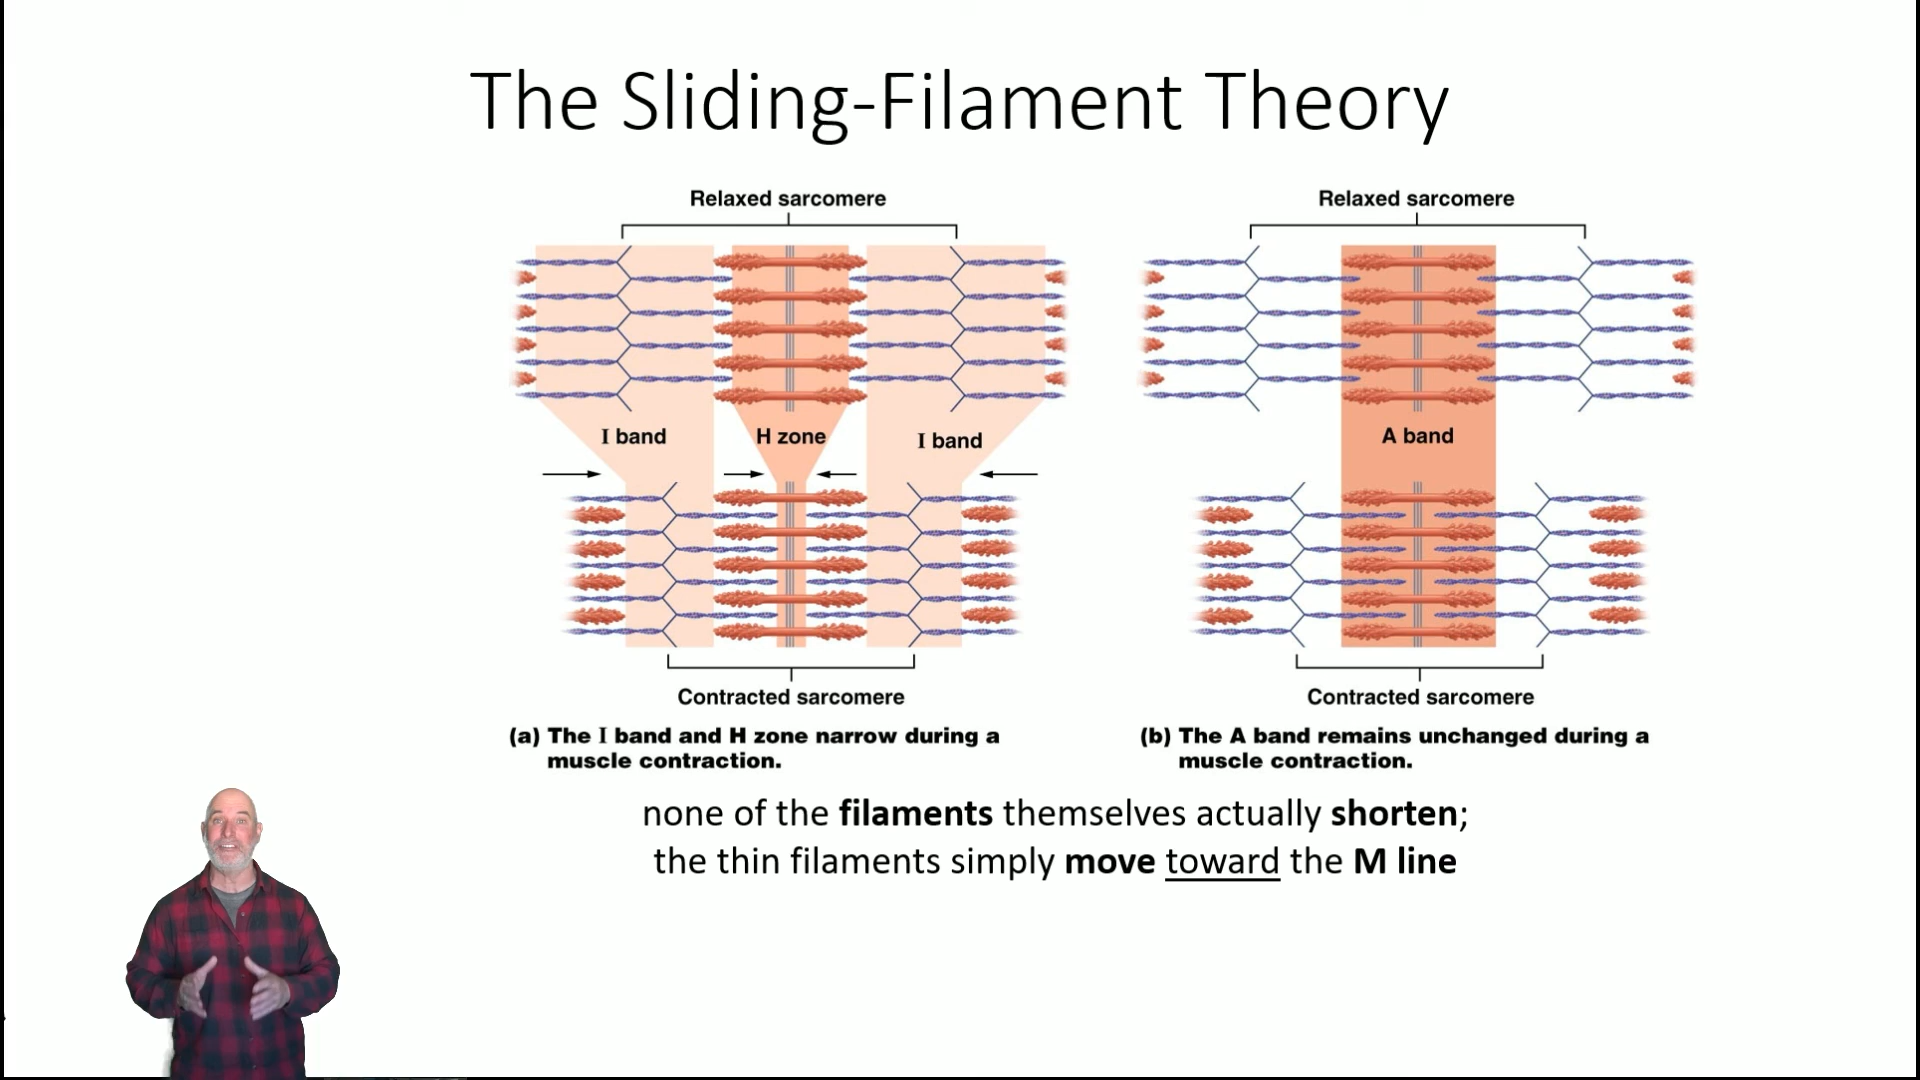 The Sliding-Filament Theory
Relaxed sarcomere
I band
H zone
I band
Contracted sarcomere
(a) The I band and H zone narrow during a
muscle contraction.
Relaxed sarcomere
A band
Contracted sarcomere
(b) The A band remains unchanged during a
muscle contraction.
none of the filaments themselves actually shorten;
the thin filaments simply move toward the M line